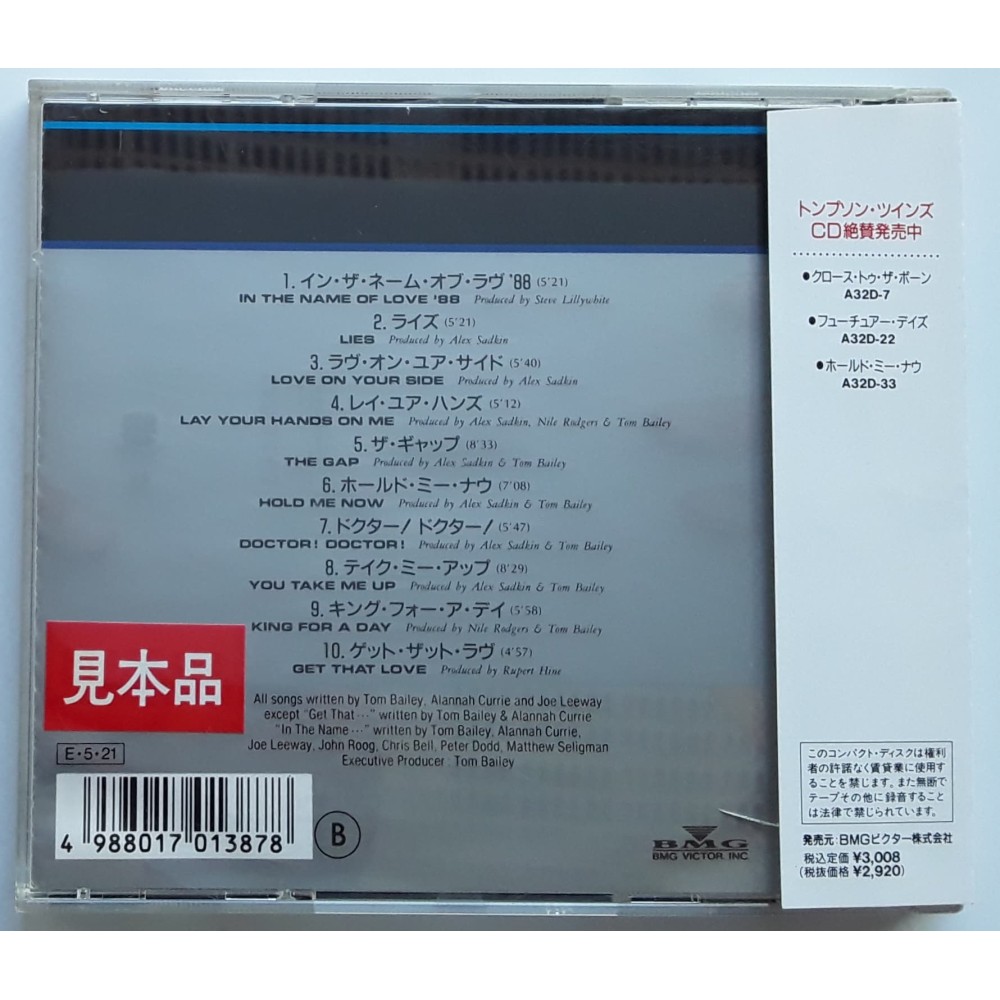 1. イン・ザ・ネーム・オブ・ラヴ '88 (5'21)
IN THE NAME OF LOVE '88 Produced by Steve Lillywhite
2. ライズ (5'21)
LIES Produced by Alex Sadkin
3. ラヴ・オン・ユア・サイド (5'40)
LOVE ON YOUR SIDE Produced by Alex Sadkin
4. レイ・ユア・ハンズ (5'12)
LAY YOUR HANDS ON ME Produced by Alex Sadkin, Nile Rodgers & Tom Bailey
5. ザ・ギャップ (8'33)
THE GAP Produced by Alex Sadkin & Tom Bailey
6. ホールド・ミー・ナウ (7'08)
HOLD ME NOW Produced by Alex Sadkin & Tom Bailey
7. ドクター! ドクター! (5'47)
DOCTOR! DOCTOR! Produced by Alex Sadkin & Tom Bailey
8. テイク・ミー・アップ (8'29)
YOU TAKE ME UP Produced by Alex Sadkin & Tom Bailey
9. キング・フォー・ア・デイ (5'58)
KING FOR A DAY Produced by Nile Rodgers & Tom Bailey
10. ゲット・ザット・ラヴ (4'57)
GET THAT LOVE Produced by Rupert Hine
All songs written by Tom Bailey, Alannah Currie and Joe Leeway
except "Get That…" written by Tom Bailey & Alannah Currie
"In The Name…" written by Tom Bailey, Alannah Currie,
Joe Leeway, John Roog, Chris Bell, Peter Dodd, Matthew Seligman
Executive Producer : Tom Bailey
見本品
E・5・21
4 988017 013878
B
BMG
BMG VICTOR, INC.
トンプソン・ツインズ
CD絶賛発売中
●クロース・トゥ・ザ・ボーン
A32D-7
●フューチュアー・デイズ
A32D-22
●ホールド・ミー・ナウ
A32D-33
このコンパクト・ディスクは権利
者の許諾なく賃貸業に使用す
ることを禁じます。また無断で
テープその他に録音すること
は法律で禁じられています。
発売元:BMGビクター株式会社
税込定価 ¥3,008
(税抜価格 ¥2,920)